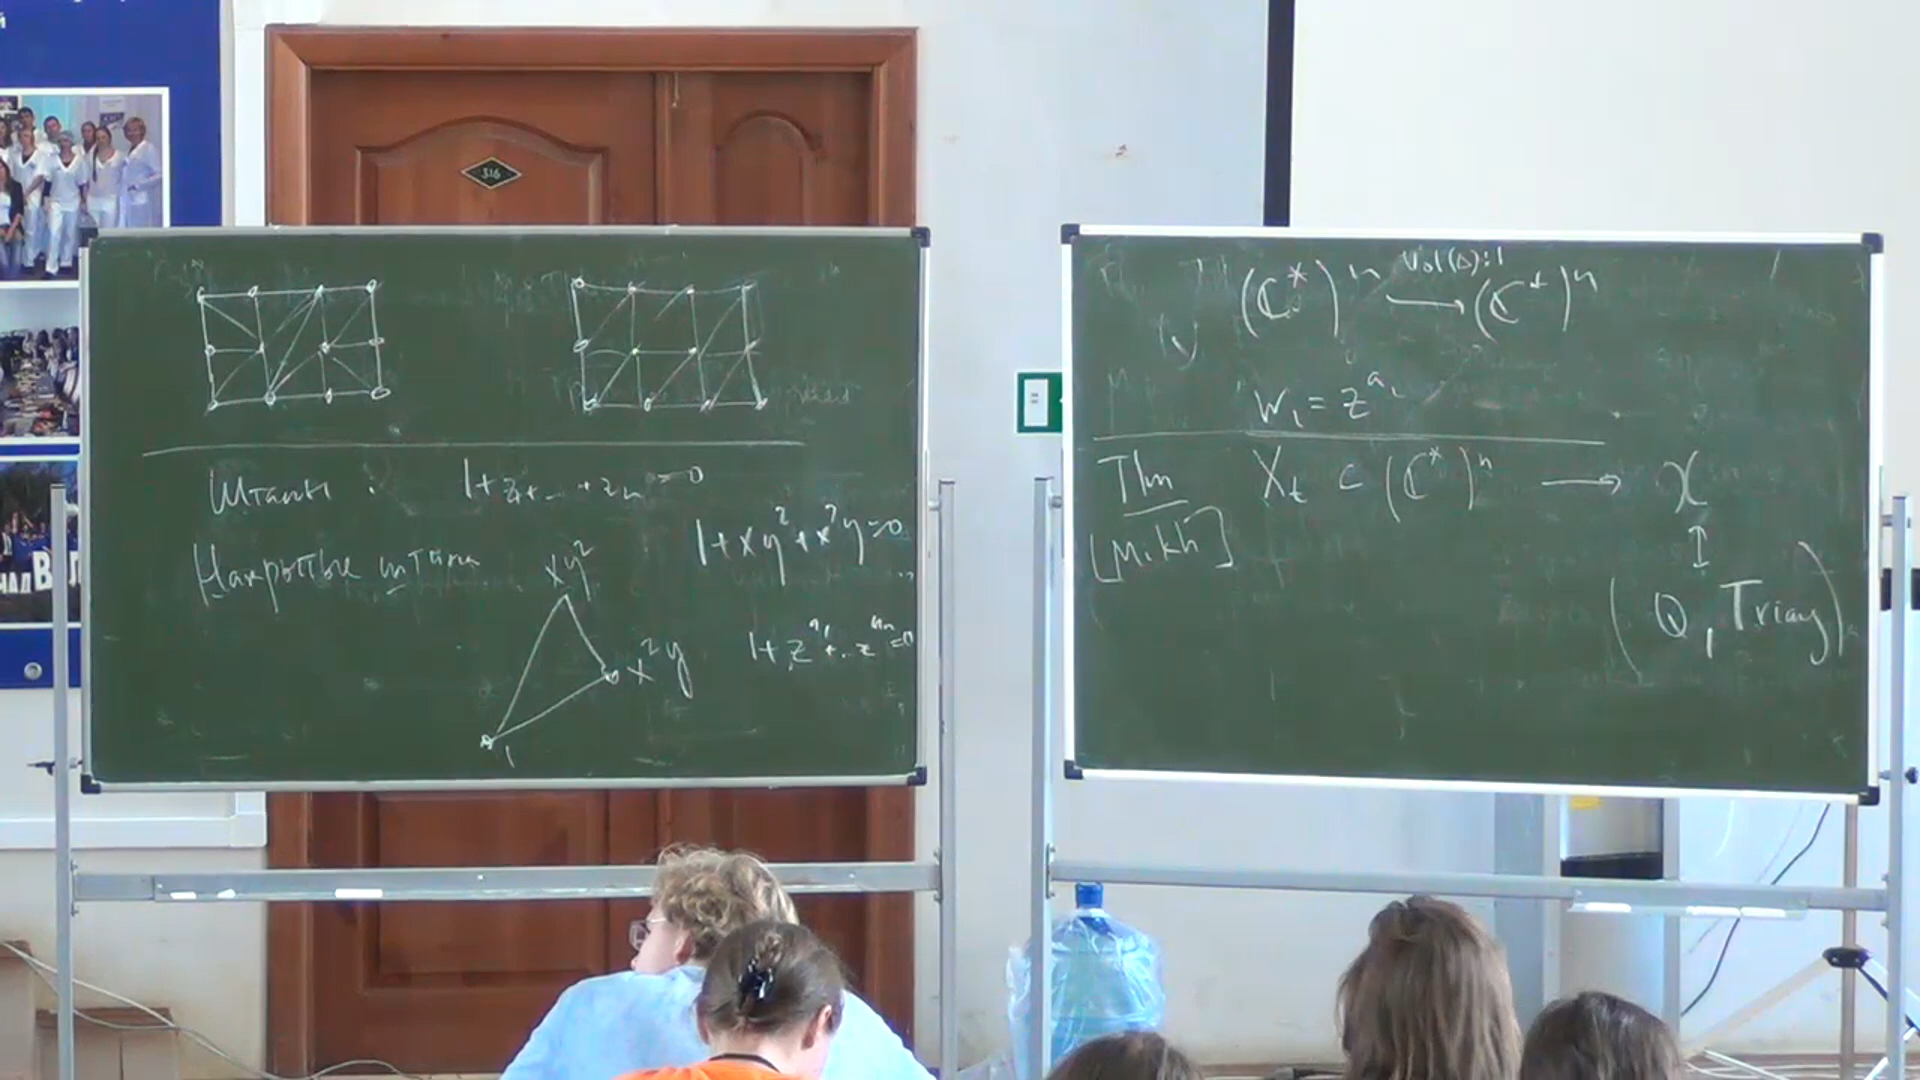 316
Штаны : 1+z₁+...+zₙ=0
Накрытые штаны
1+xy²+x²y=0
xy²
x²y
1
1+z^{a₁}+..z^{aₙ}=0
(ℂ*)ⁿ ⟶ (ℂ*)ⁿ
Vol(Δ):1
w₁ = z^{a₁}
Thm Xₜ ⊂ (ℂ*)ⁿ ⟶ X
[Mikh]
↕
(Q, Triang)